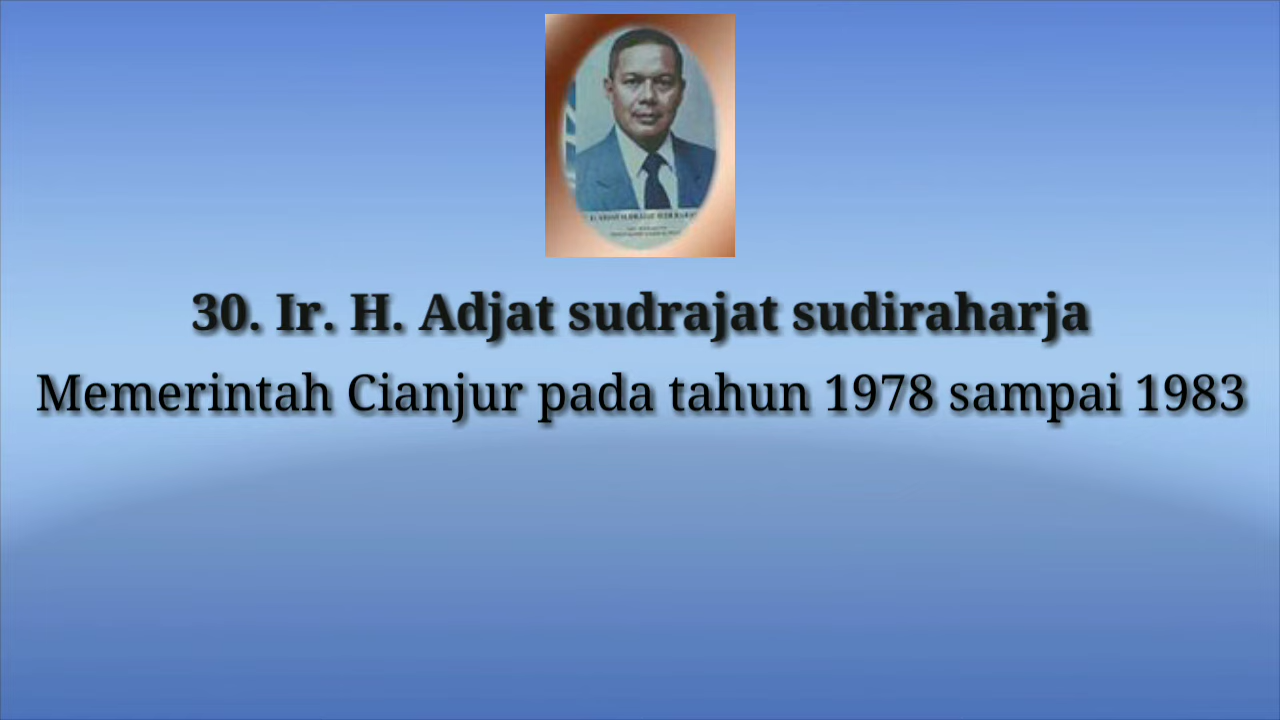 30. Ir. H. Adjat sudrajat sudiraharja
Memerintah Cianjur pada tahun 1978 sampai 1983